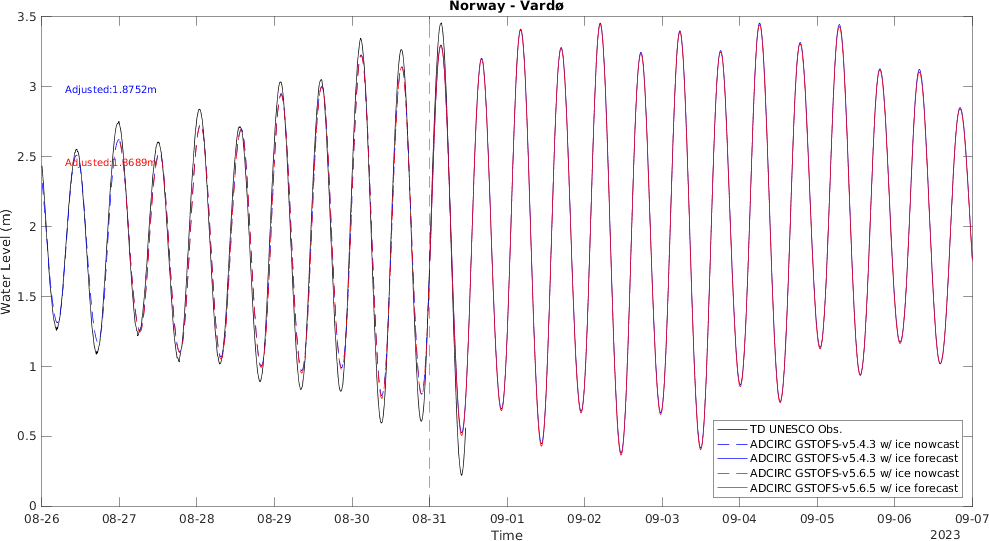 Norway - Vardø
3.5
3
2.5
2
1.5
1
0.5
0
Water Level (m)
Adjusted:1.8752m
Adjusted:1.8689m
TD UNESCO Obs.
ADCIRC GSTOFS-v5.4.3 w/ ice nowcast
ADCIRC GSTOFS-v5.4.3 w/ ice forecast
ADCIRC GSTOFS-v5.6.5 w/ ice nowcast
ADCIRC GSTOFS-v5.6.5 w/ ice forecast
08-26 08-27 08-28 08-29 08-30 08-31 09-01 09-02 09-03 09-04 09-05 09-06 09-07
Time
2023